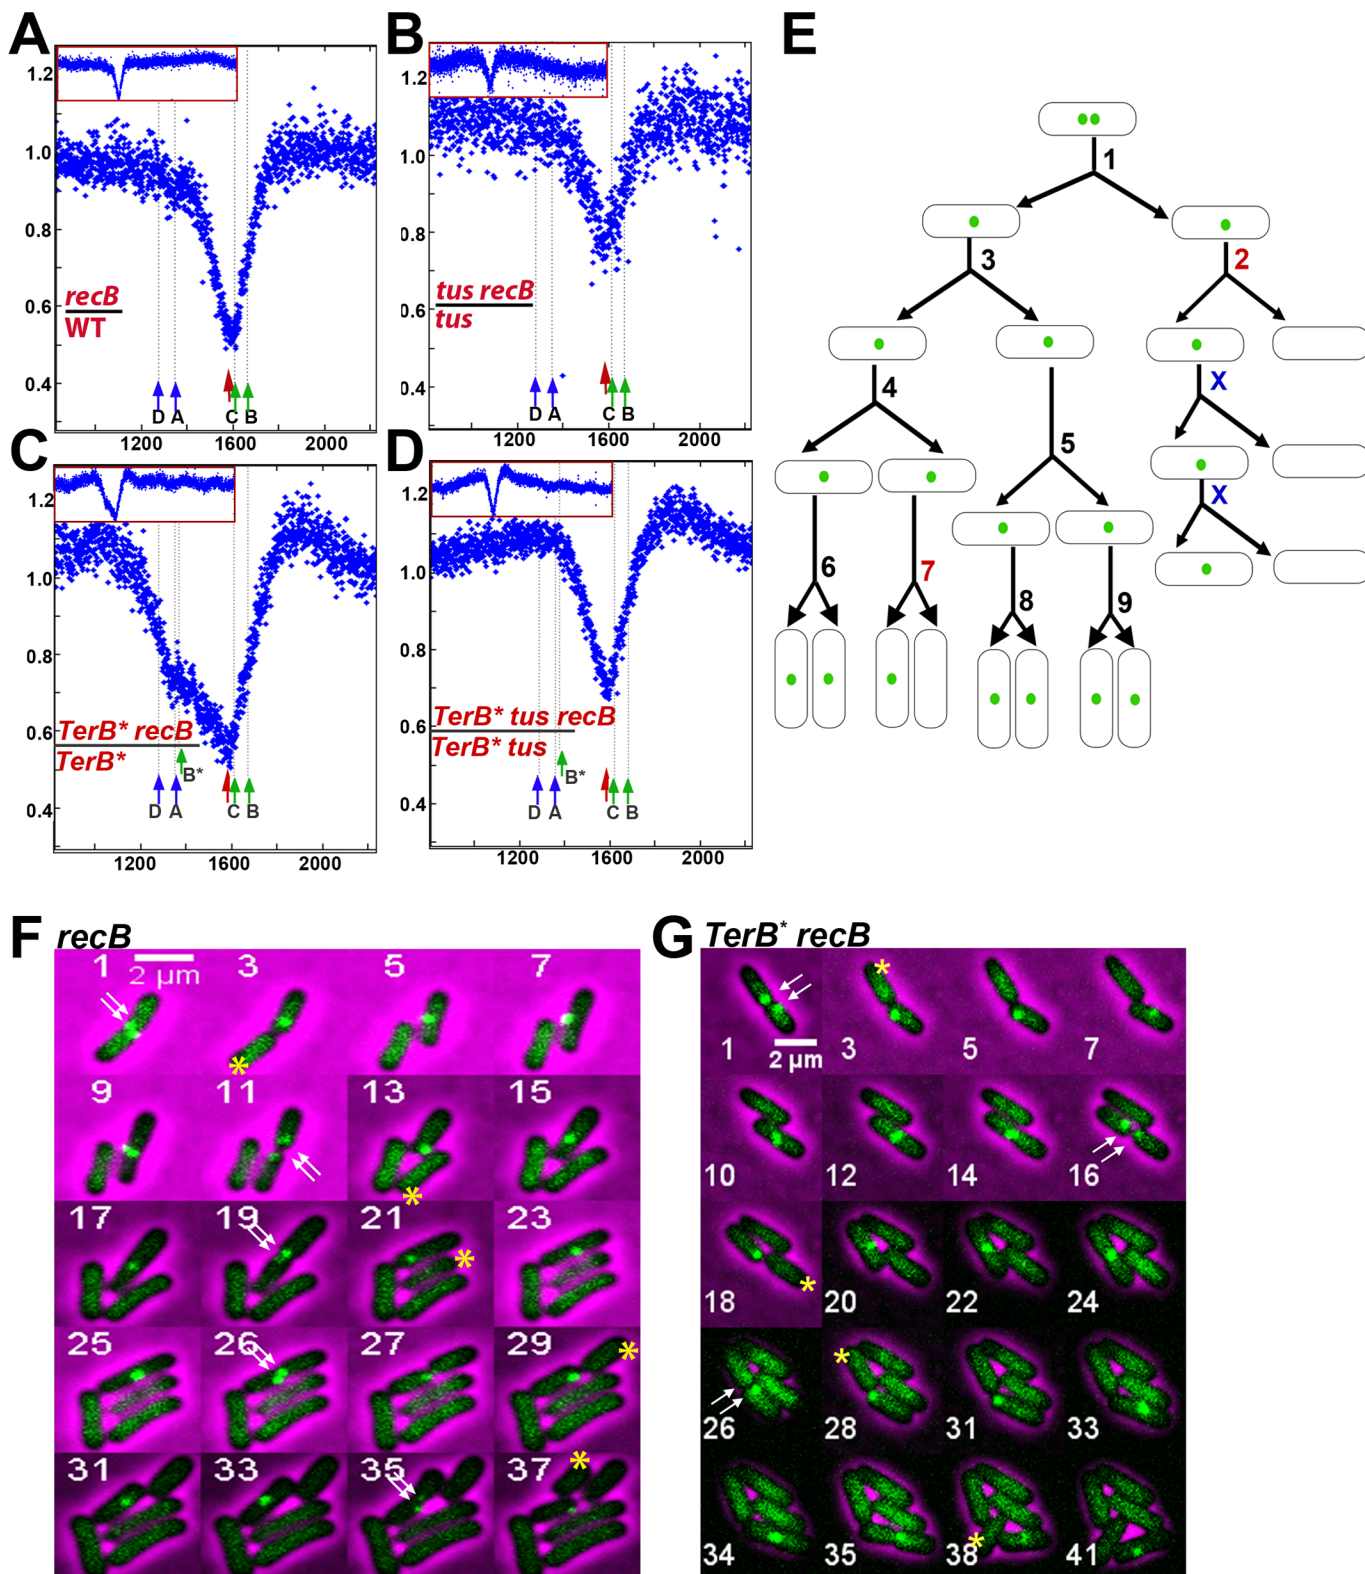 A
1.2
1.0
0.8
0.6
0.4
recB
WT
D A C B
1200 1600 2000
B
1.2
1.0
0.8
0.6
0.4
tus recB
tus
D A C B
1200 1600 2000
C
1.2
1.0
0.8
0.6
0.4
TerB* recB
TerB*
B*
D A C B
1200 1600 2000
D
1.2
1.0
0.8
0.6
0.4
TerB* tus recB
TerB* tus
B*
D A C B
1200 1600 2000
E
1
3 2
4 X
5 X
6 7
8 9
F recB
1 3 5 7
2 µm
9 11 13 15
17 19 21 23
25 26 27 29
31 33 35 37
G TerB* recB
1 3 5 7
2 µm
10 12 14 16
18 20 22 24
26 28 31 33
34 35 38 41